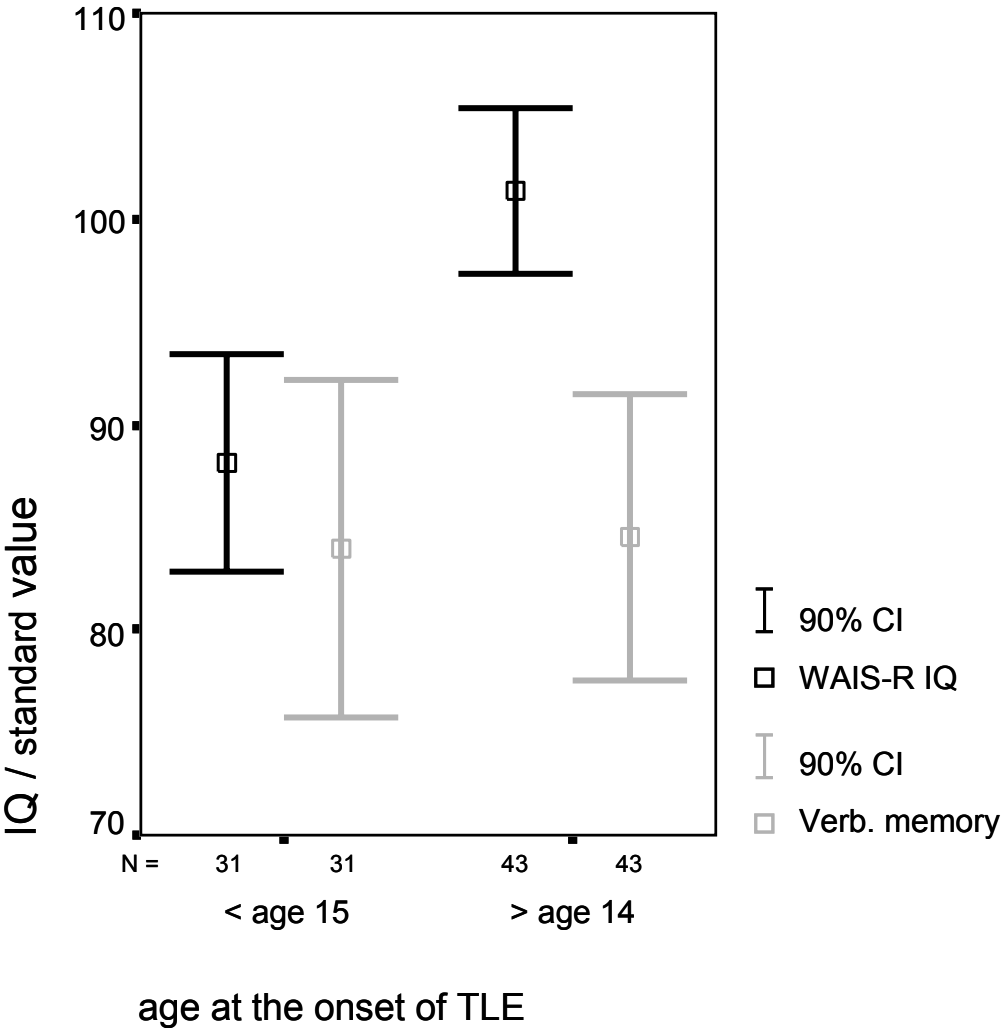 110
100
90
80
70
IQ / standard value
N = 31 31 43 43
< age 15 > age 14
age at the onset of TLE
90% CI
WAIS-R IQ
90% CI
Verb. memory